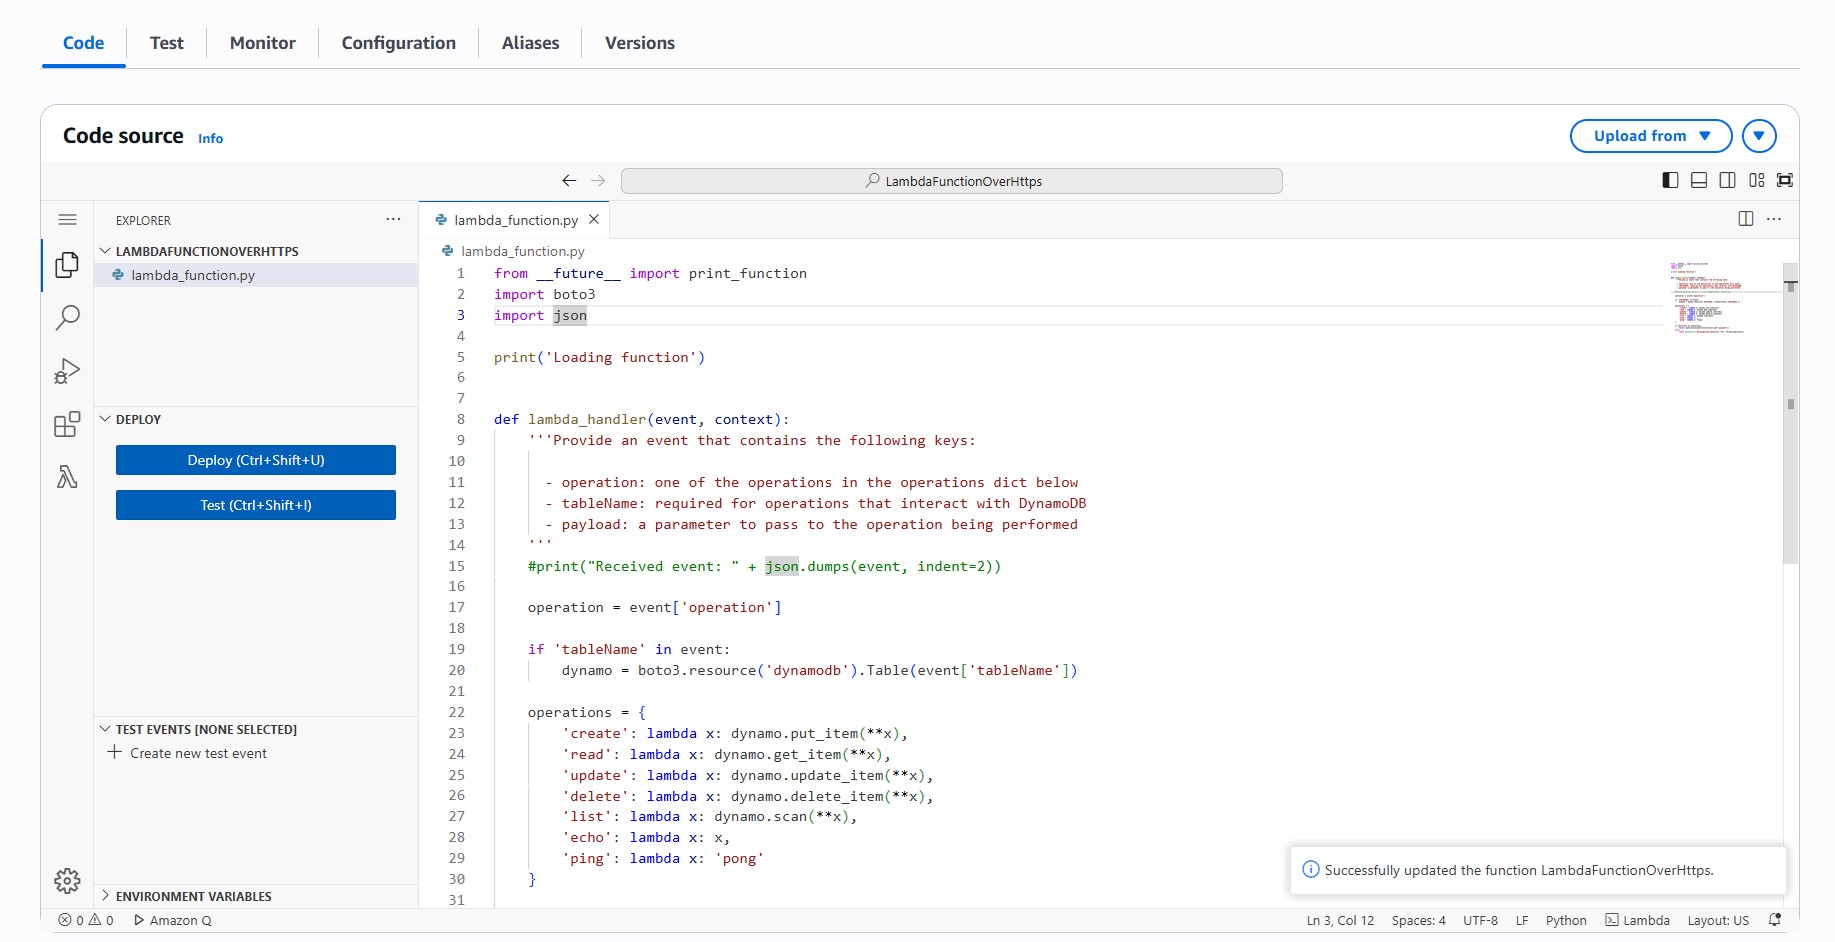 Code Test Monitor Configuration Aliases Versions
Code source Info
Upload from
LambdaFunctionOverHttps
EXPLORER
LAMBDAFUNCTIONOVERHTTPS
lambda_function.py
DEPLOY
Deploy (Ctrl+Shift+U)
Test (Ctrl+Shift+I)
TEST EVENTS [NONE SELECTED]
Create new test event
ENVIRONMENT VARIABLES
lambda_function.py
lambda_function.py
1 from __future__ import print_function
2 import boto3
3 import json
4
5 print('Loading function')
6
7
8 def lambda_handler(event, context):
9 '''Provide an event that contains the following keys:
10
11 - operation: one of the operations in the operations dict below
12 - tableName: required for operations that interact with DynamoDB
13 - payload: a parameter to pass to the operation being performed
14 '''
15 #print("Received event: " + json.dumps(event, indent=2))
16
17 operation = event['operation']
18
19 if 'tableName' in event:
20 dynamo = boto3.resource('dynamodb').Table(event['tableName'])
21
22 operations = {
23 'create': lambda x: dynamo.put_item(**x),
24 'read': lambda x: dynamo.get_item(**x),
25 'update': lambda x: dynamo.update_item(**x),
26 'delete': lambda x: dynamo.delete_item(**x),
27 'list': lambda x: dynamo.scan(**x),
28 'echo': lambda x: x,
29 'ping': lambda x: 'pong'
30 }
31
Successfully updated the function LambdaFunctionOverHttps.
0 0 Amazon Q
Ln 3, Col 12 Spaces: 4 UTF-8 LF Python Lambda Layout: US